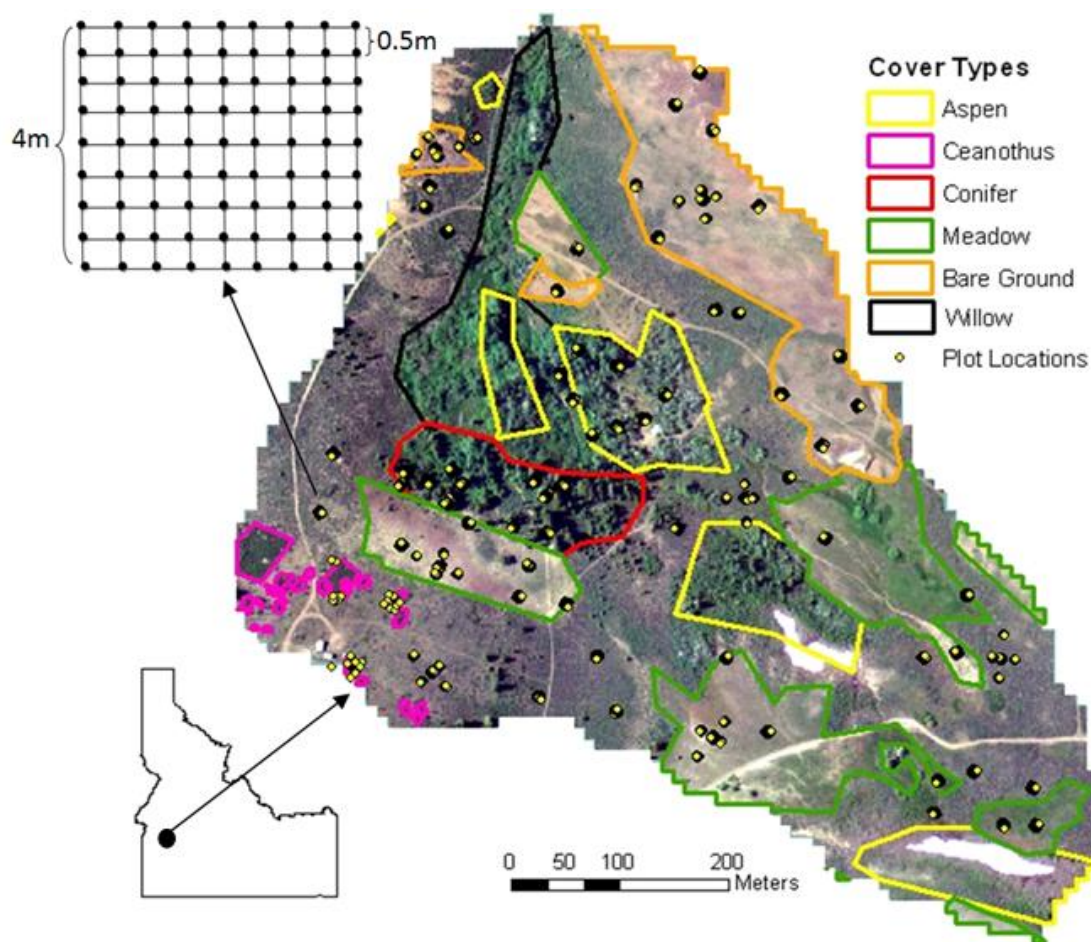 0.5m
4m
Cover Types
Aspen
Ceanothus
Conifer
Meadow
Bare Ground
Willow
Plot Locations
0 50 100 200
Meters